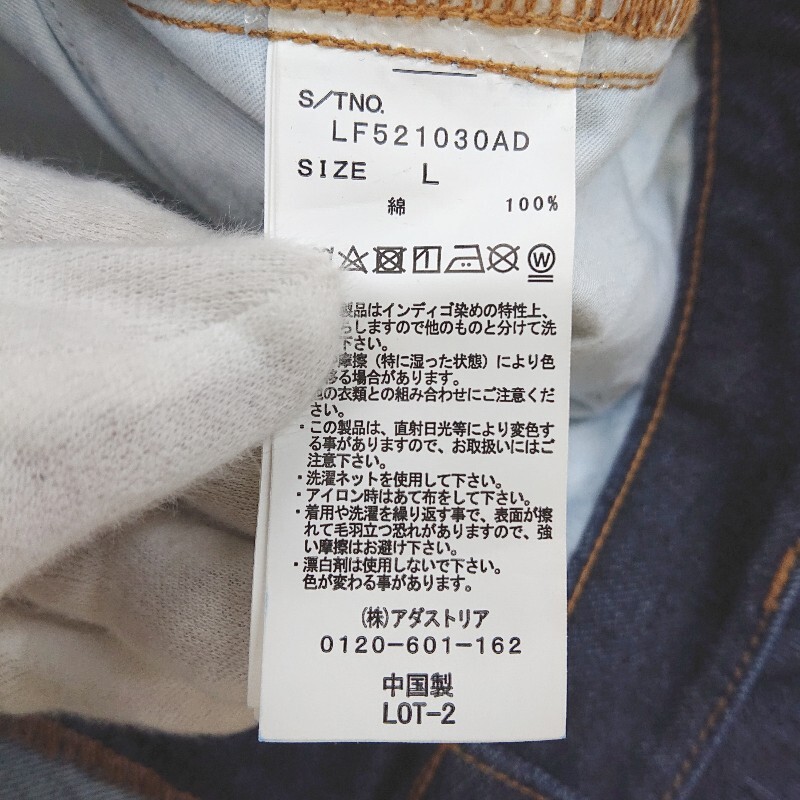 S/TNO.
LF521030AD
SIZE L
綿 100%
W
製品はインディゴ染めの特性上、
しますので他のものと分けて洗
下さい。
摩擦（特に湿った状態）により色
移る場合があります。
の衣類との組み合わせにご注意くだ
さい。
・この製品は、直射日光等により変色す
る事がありますので、お取扱いにはご
注意下さい。
・洗濯ネットを使用して下さい。
・アイロン時はあて布をして下さい。
・着用や洗濯を繰り返す事で、表面が擦
れて毛羽立つ恐れがありますので、強
い摩擦はお避け下さい。
・漂白剤は使用しないで下さい。
色が変わる事があります。
(株)アダストリア
0120-601-162
中国製
LOT-2